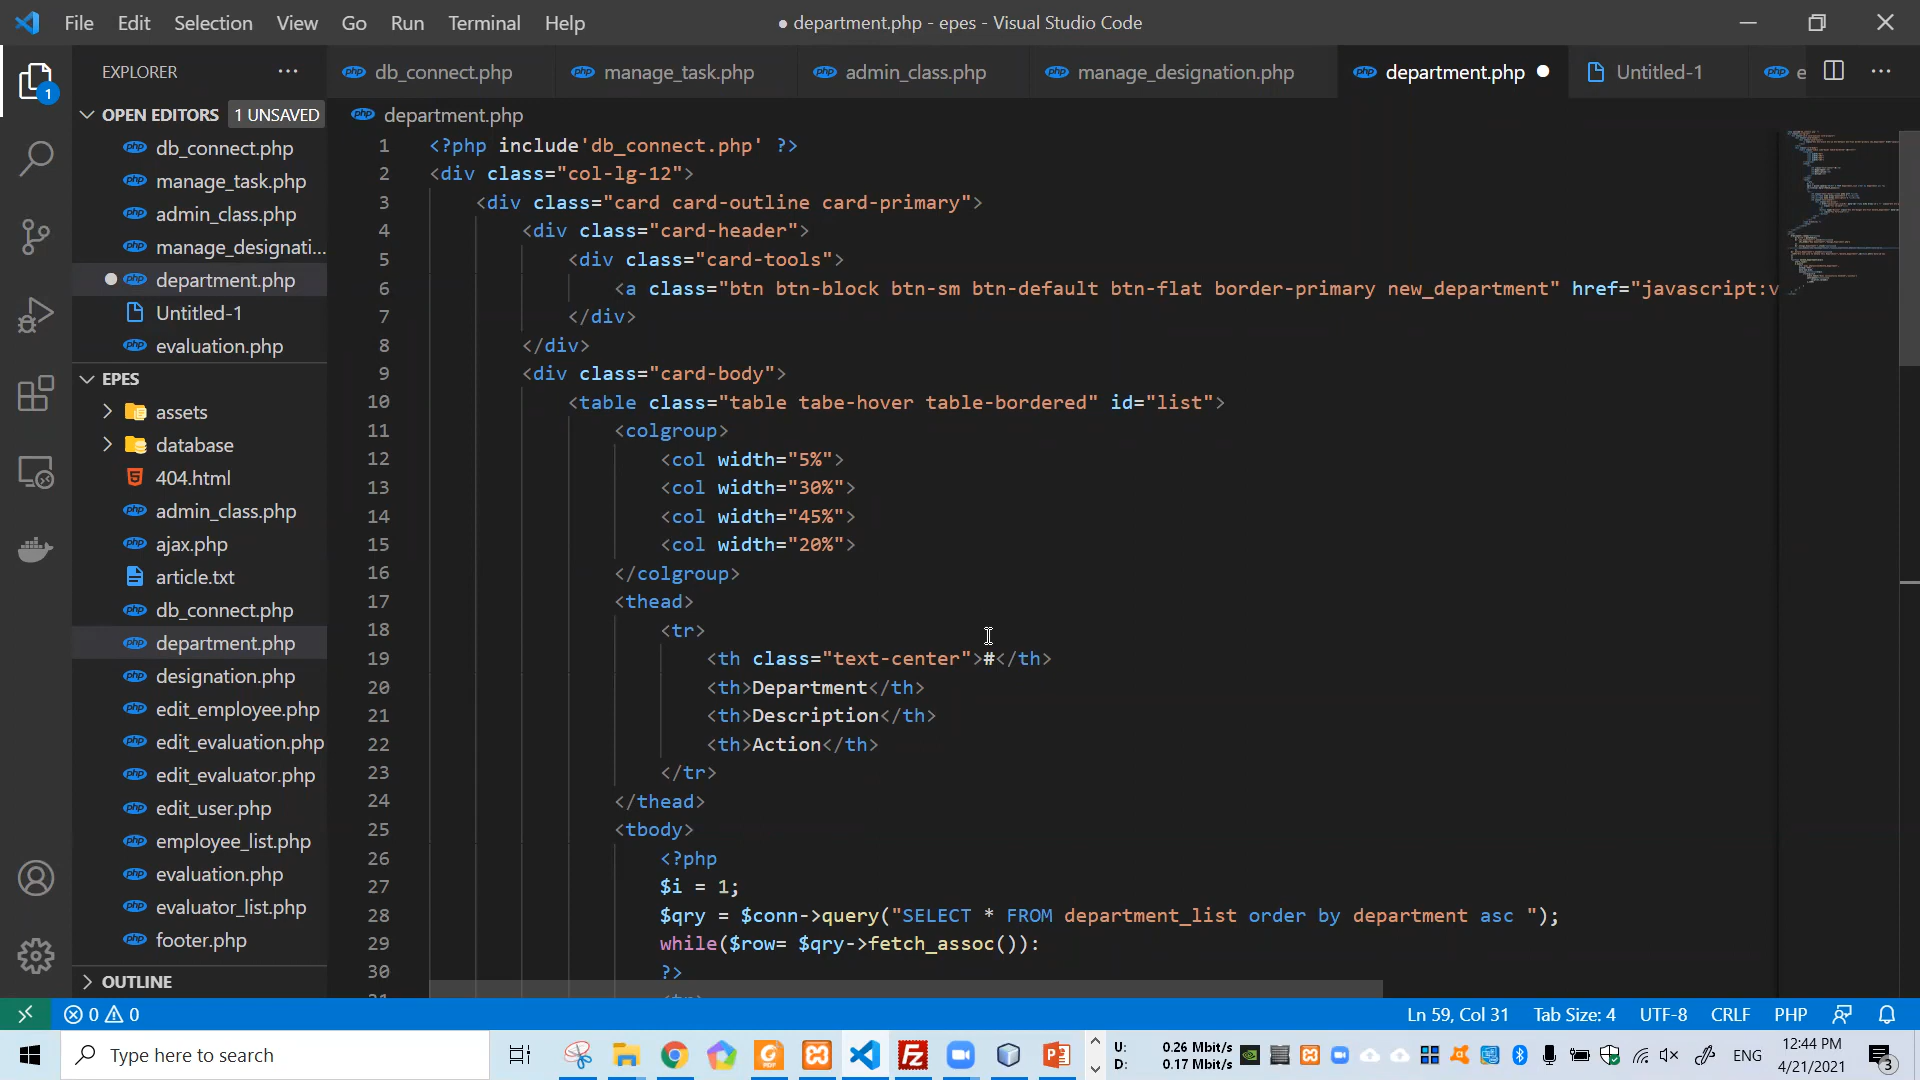 File Edit Selection View Go Run Terminal Help
● department.php - epes - Visual Studio Code
EXPLORER ···
OPEN EDITORS 1 UNSAVED
db_connect.php
manage_task.php
admin_class.php
manage_designati...
department.php
Untitled-1
evaluation.php
EPES
assets
database
404.html
admin_class.php
ajax.php
article.txt
db_connect.php
department.php
designation.php
edit_employee.php
edit_evaluation.php
edit_evaluator.php
edit_user.php
employee_list.php
evaluation.php
evaluator_list.php
footer.php
OUTLINE
db_connect.php manage_task.php admin_class.php manage_designation.php department.php ● Untitled-1 e ···
department.php
1 <?php include'db_connect.php' ?>
2 <div class="col-lg-12">
3 <div class="card card-outline card-primary">
4 <div class="card-header">
5 <div class="card-tools">
6 <a class="btn btn-block btn-sm btn-default btn-flat border-primary new_department" href="javascript:v
7 </div>
8 </div>
9 <div class="card-body">
10 <table class="table tabe-hover table-bordered" id="list">
11 <colgroup>
12 <col width="5%">
13 <col width="30%">
14 <col width="45%">
15 <col width="20%">
16 </colgroup>
17 <thead>
18 <tr>
19 <th class="text-center">#</th>
20 <th>Department</th>
21 <th>Description</th>
22 <th>Action</th>
23 </tr>
24 </thead>
25 <tbody>
26 <?php
27 $i = 1;
28 $qry = $conn->query("SELECT * FROM department_list order by department asc ");
29 while($row= $qry->fetch_assoc()):
30 ?>
0 0 Ln 59, Col 31 Tab Size: 4 UTF-8 CRLF PHP
Type here to search
U: 0.26 Mbit/s
D: 0.17 Mbit/s
ENG
12:44 PM
4/21/2021
3